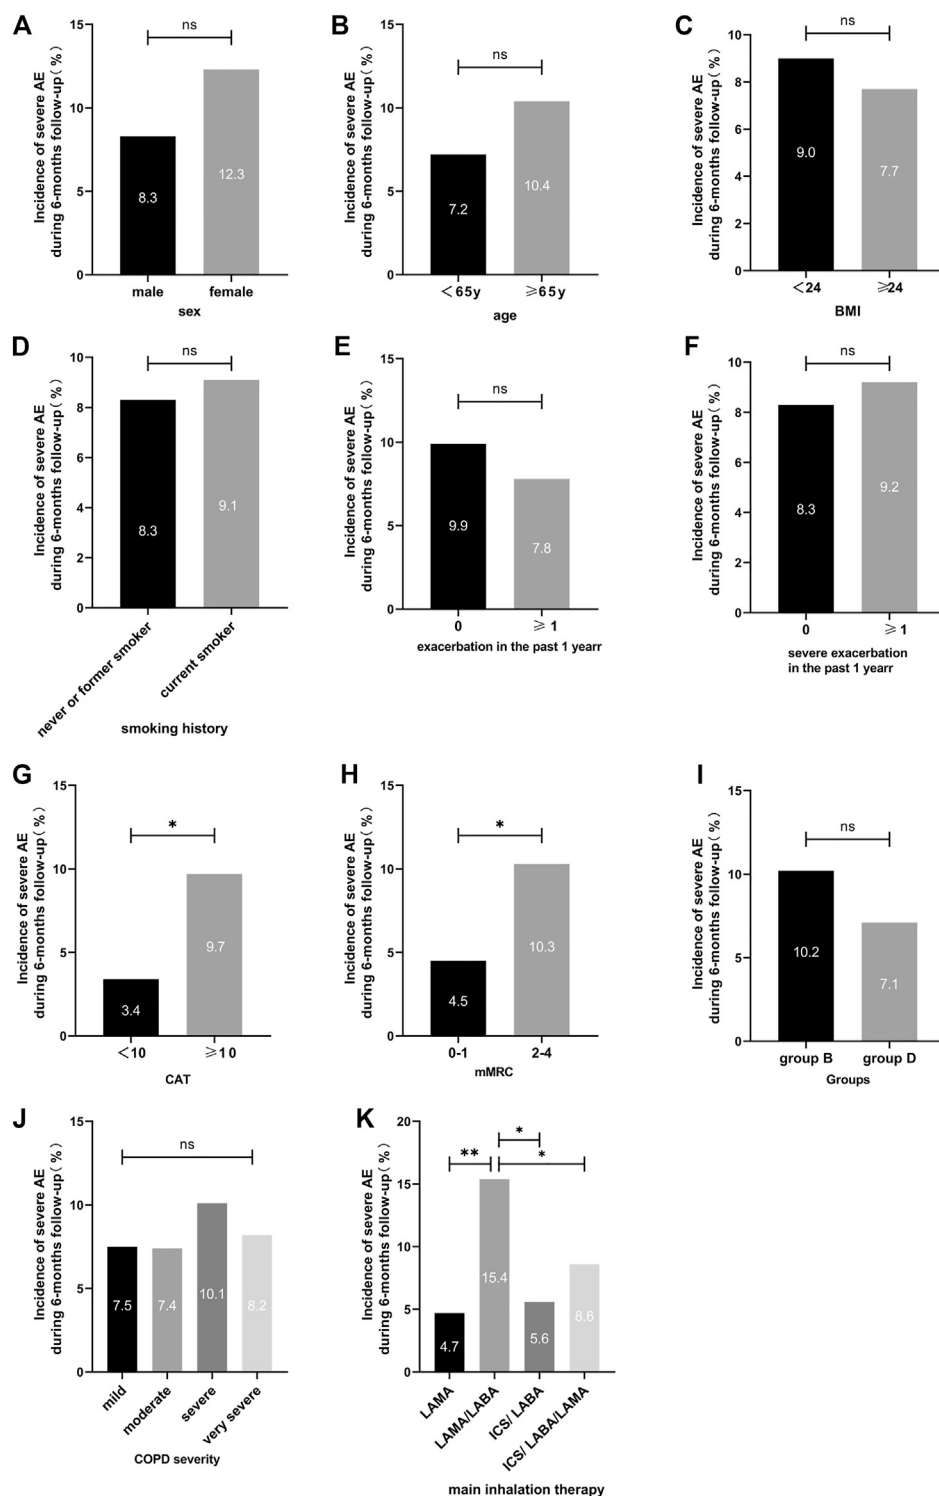 A
Incidence of severe AE
during 6-months follow-up(%)
15
10
5
0
ns
8.3
12.3
male
female
sex
B
Incidence of severe AE
during 6-months follow-up(%)
15
10
5
0
ns
7.2
10.4
<65y
≥65y
age
C
Incidence of severe AE
during 6-months follow-up(%)
10
8
6
4
2
0
ns
9.0
7.7
<24
≥24
BMI
D
Incidence of severe AE
during 6-months follow-up(%)
10
8
6
4
2
0
ns
8.3
9.1
never or former smoker
current smoker
smoking history
E
Incidence of severe AE
during 6-months follow-up(%)
15
10
5
0
ns
9.9
7.8
0
≥ 1
exacerbation in the past 1 yearr
F
Incidence of severe AE
during 6-months follow-up(%)
10
8
6
4
2
0
ns
8.3
9.2
0
≥ 1
severe exacerbation
in the past 1 yearr
G
Incidence of severe AE
during 6-months follow-up(%)
15
10
5
0
*
3.4
9.7
<10
≥10
CAT
H
Incidence of severe AE
during 6-months follow-up(%)
15
10
5
0
*
4.5
10.3
0-1
2-4
mMRC
I
Incidence of severe AE
during 6-months follow-up(%)
15
10
5
0
ns
10.2
7.1
group B
group D
Groups
J
Incidence of severe AE
during 6-months follow-up(%)
15
10
5
0
ns
7.5
7.4
10.1
8.2
mild
moderate
severe
very severe
COPD severity
K
Incidence of severe AE
during 6-months follow-up(%)
20
15
10
5
0
*
**
*
4.7
15.4
5.6
8.6
LAMA
LAMA/LABA
ICS/ LABA
ICS/ LABA/LAMA
main inhalation therapy